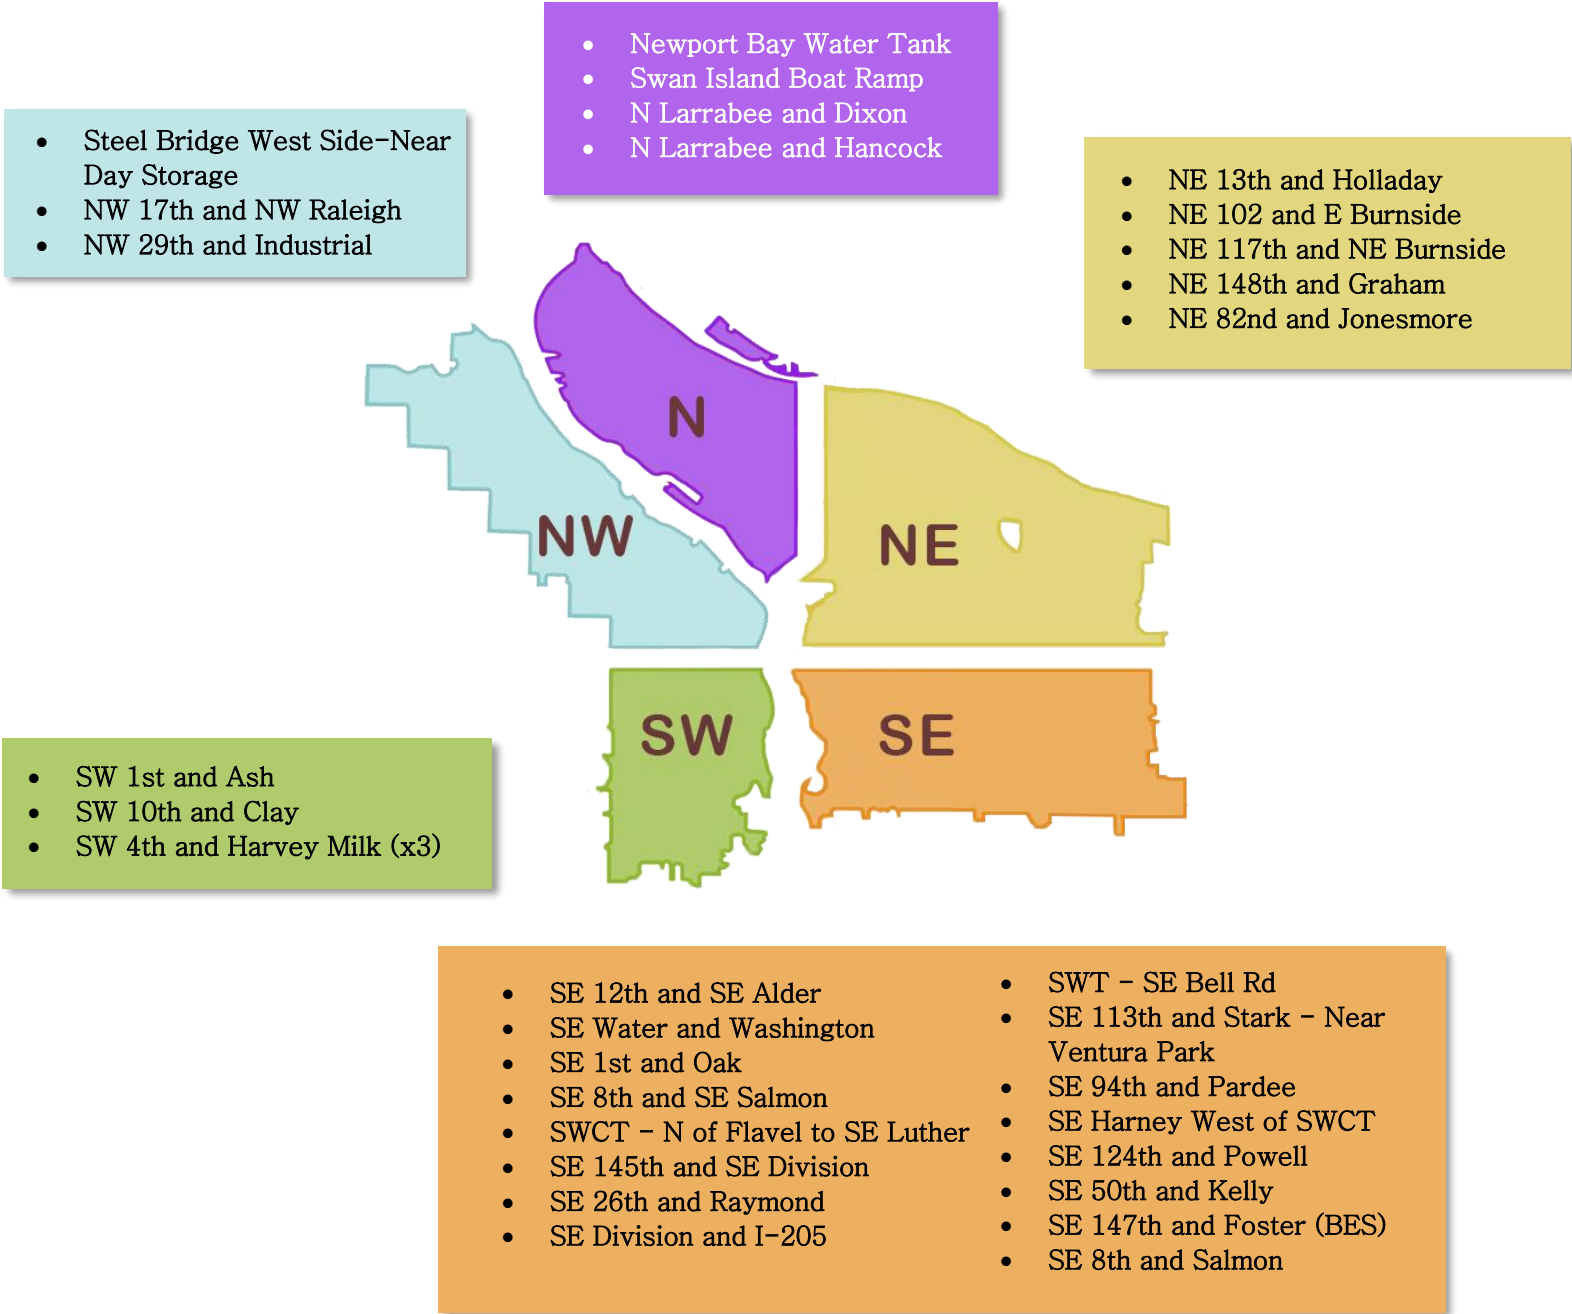 • Newport Bay Water Tank
• Swan Island Boat Ramp
• N Larrabee and Dixon
• N Larrabee and Hancock
• Steel Bridge West Side-Near
Day Storage
• NW 17th and NW Raleigh
• NW 29th and Industrial
• NE 13th and Holladay
• NE 102 and E Burnside
• NE 117th and NE Burnside
• NE 148th and Graham
• NE 82nd and Jonesmore
N
NW
NE
SW
SE
• SW 1st and Ash
• SW 10th and Clay
• SW 4th and Harvey Milk (x3)
• SE 12th and SE Alder
• SE Water and Washington
• SE 1st and Oak
• SE 8th and SE Salmon
• SWCT - N of Flavel to SE Luther
• SE 145th and SE Division
• SE 26th and Raymond
• SE Division and I-205
• SWT - SE Bell Rd
• SE 113th and Stark - Near
Ventura Park
• SE 94th and Pardee
• SE Harney West of SWCT
• SE 124th and Powell
• SE 50th and Kelly
• SE 147th and Foster (BES)
• SE 8th and Salmon